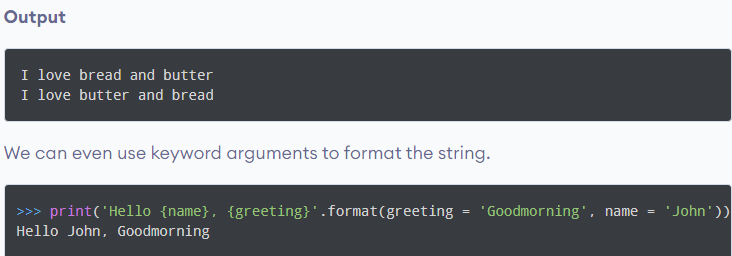 Output
I love bread and butter
I love butter and bread
We can even use keyword arguments to format the string.
>>> print('Hello {name}, {greeting}'.format(greeting = 'Goodmorning', name = 'John'))
Hello John, Goodmorning